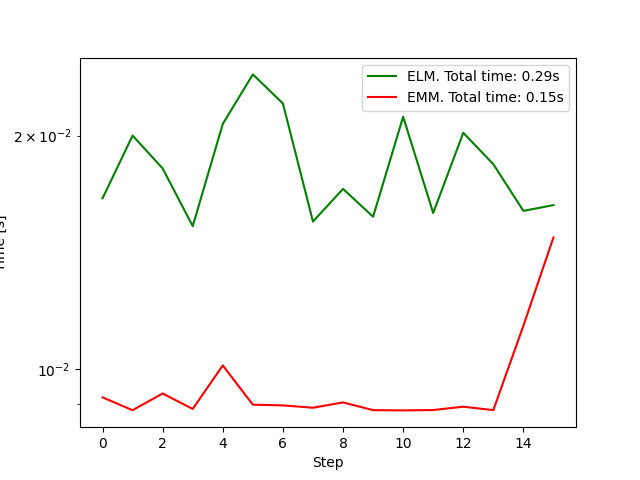 ELM. Total time: 0.29s
EMM. Total time: 0.15s
2 × 10⁻²
10⁻²
Time [s]
0 2 4 6 8 10 12 14
Step